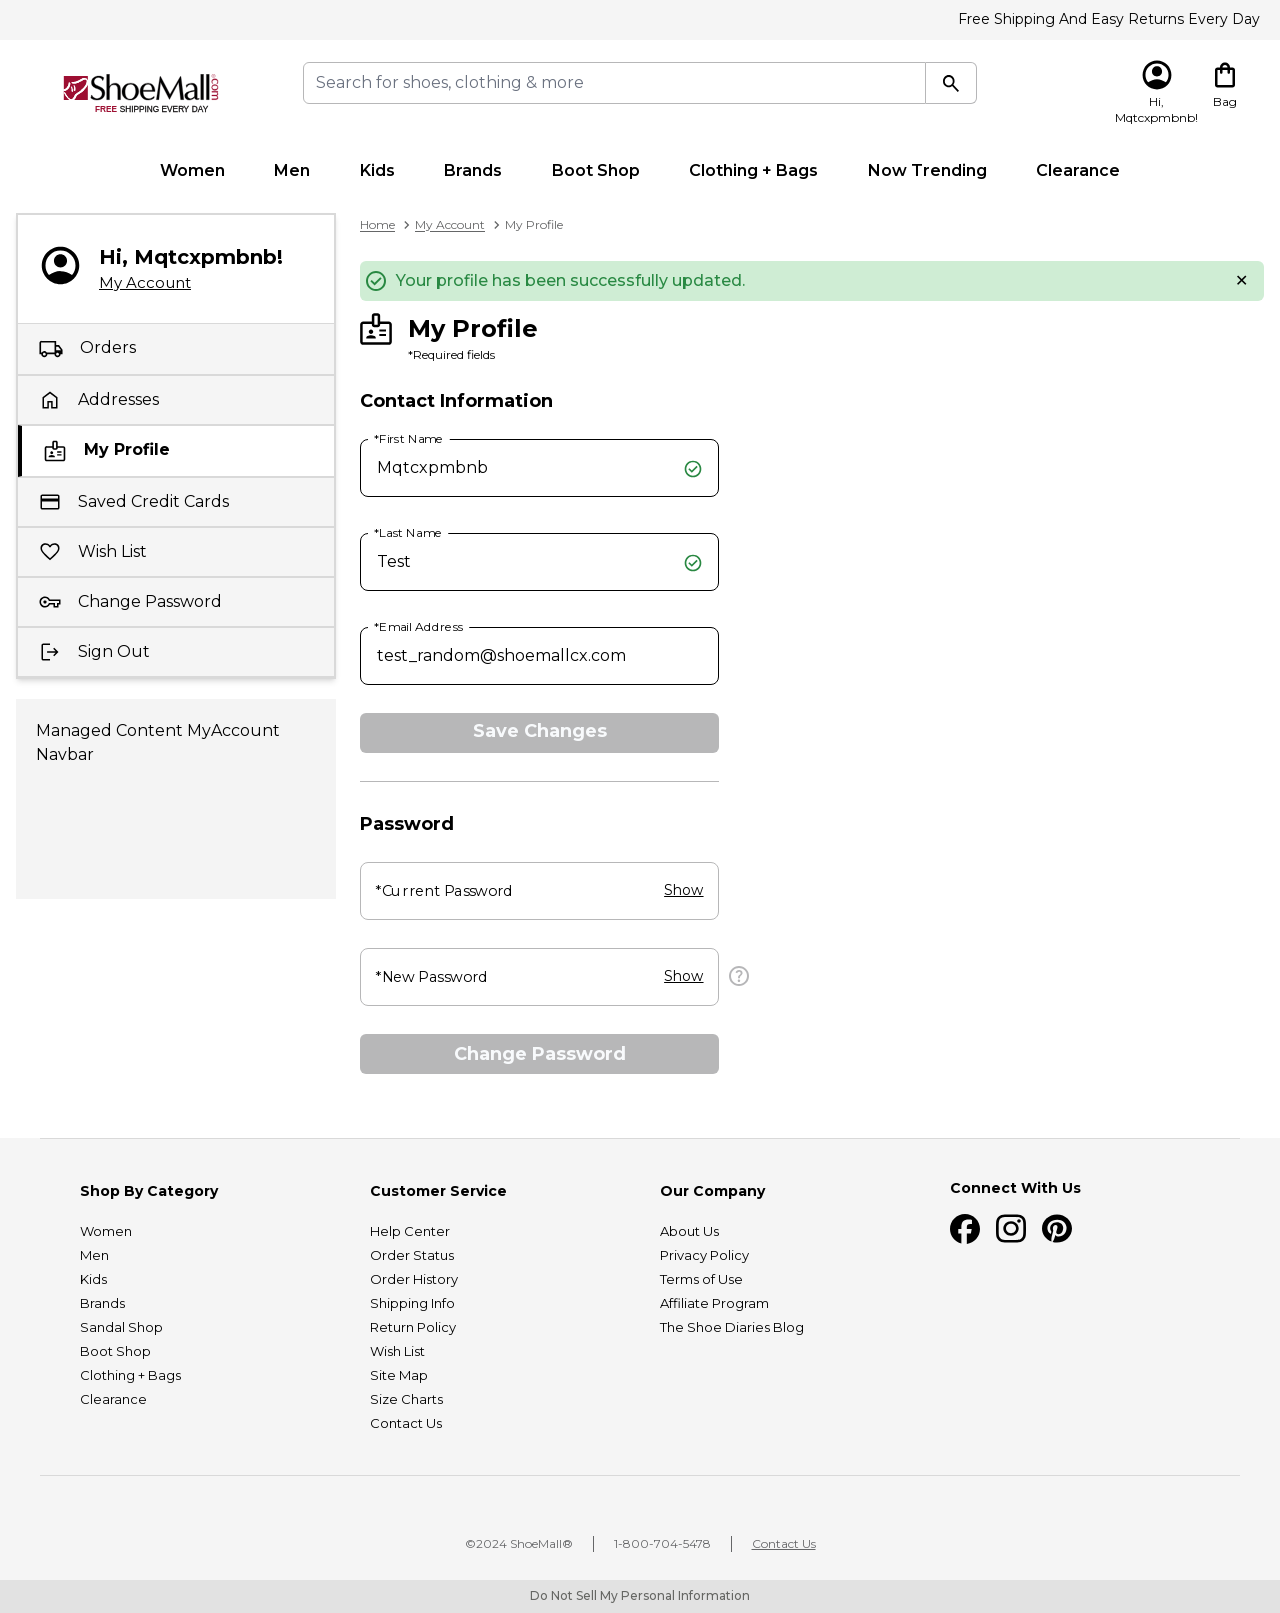 Free Shipping And Easy Returns Every Day
ShoeMall.com
FREE SHIPPING EVERY DAY
Search for shoes, clothing & more
Hi,
Mqtcxpmbnb!
Bag
Women Men Kids Brands Boot Shop Clothing + Bags Now Trending Clearance
Hi, Mqtcxpmbnb!
My Account
Orders
Addresses
My Profile
Saved Credit Cards
Wish List
Change Password
Sign Out
Managed Content MyAccount
Navbar
Home > My Account > My Profile
Your profile has been successfully updated.
My Profile
*Required fields
Contact Information
*First Name
Mqtcxpmbnb
*Last Name
Test
*Email Address
test_random@shoemallcx.com
Save Changes
Password
*Current Password Show
*New Password Show
Change Password
Shop By Category
Women
Men
Kids
Brands
Sandal Shop
Boot Shop
Clothing + Bags
Clearance
Customer Service
Help Center
Order Status
Order History
Shipping Info
Return Policy
Wish List
Site Map
Size Charts
Contact Us
Our Company
About Us
Privacy Policy
Terms of Use
Affiliate Program
The Shoe Diaries Blog
Connect With Us
©2024 ShoeMall® | 1-800-704-5478 | Contact Us
Do Not Sell My Personal Information